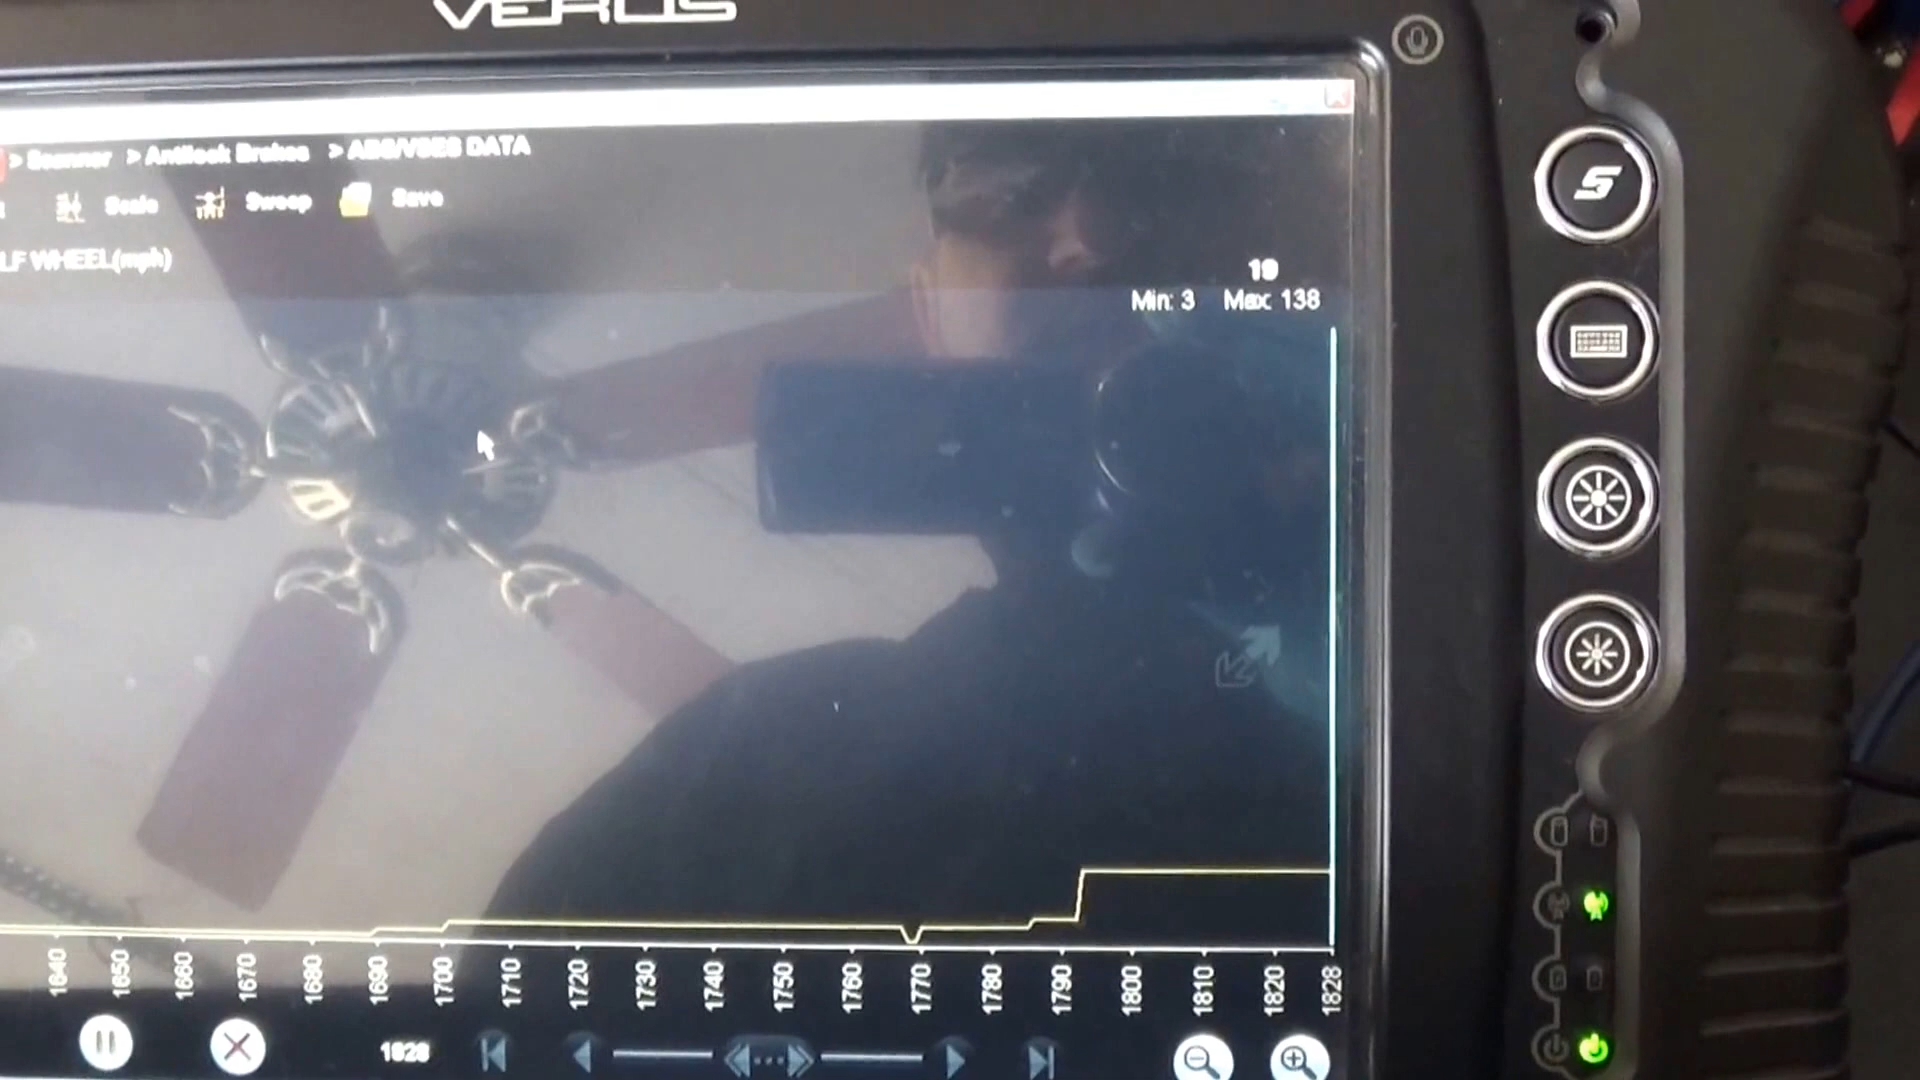 VERUS
> Scanner > Antilock Brakes > ABS/VSES DATA
Scale Sweep Save
LF WHEEL(mph)
19
Min: 3 Max: 138
1640 1650 1660 1670 1680 1690 1700 1710 1720 1730 1740 1750 1760 1770 1780 1790 1800 1810 1820 1828
1828